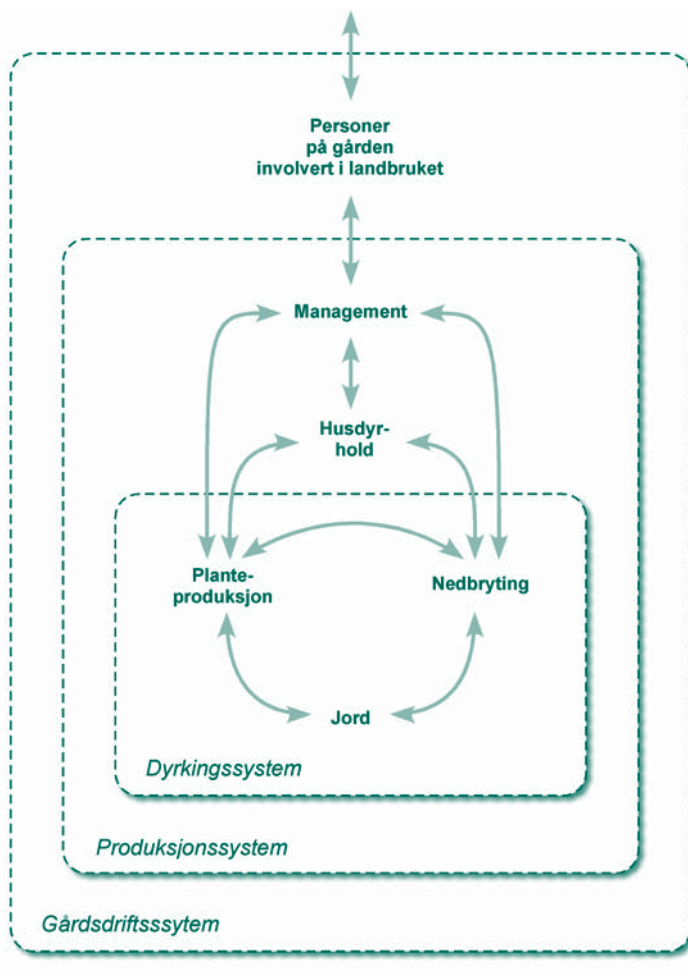 Personer
på gården
involvert i landbruket
Management
Husdyr-
hold
Plante-
produksjon
Nedbryting
Jord
Dyrkingssystem
Produksjonssystem
Gårdsdriftsssytem